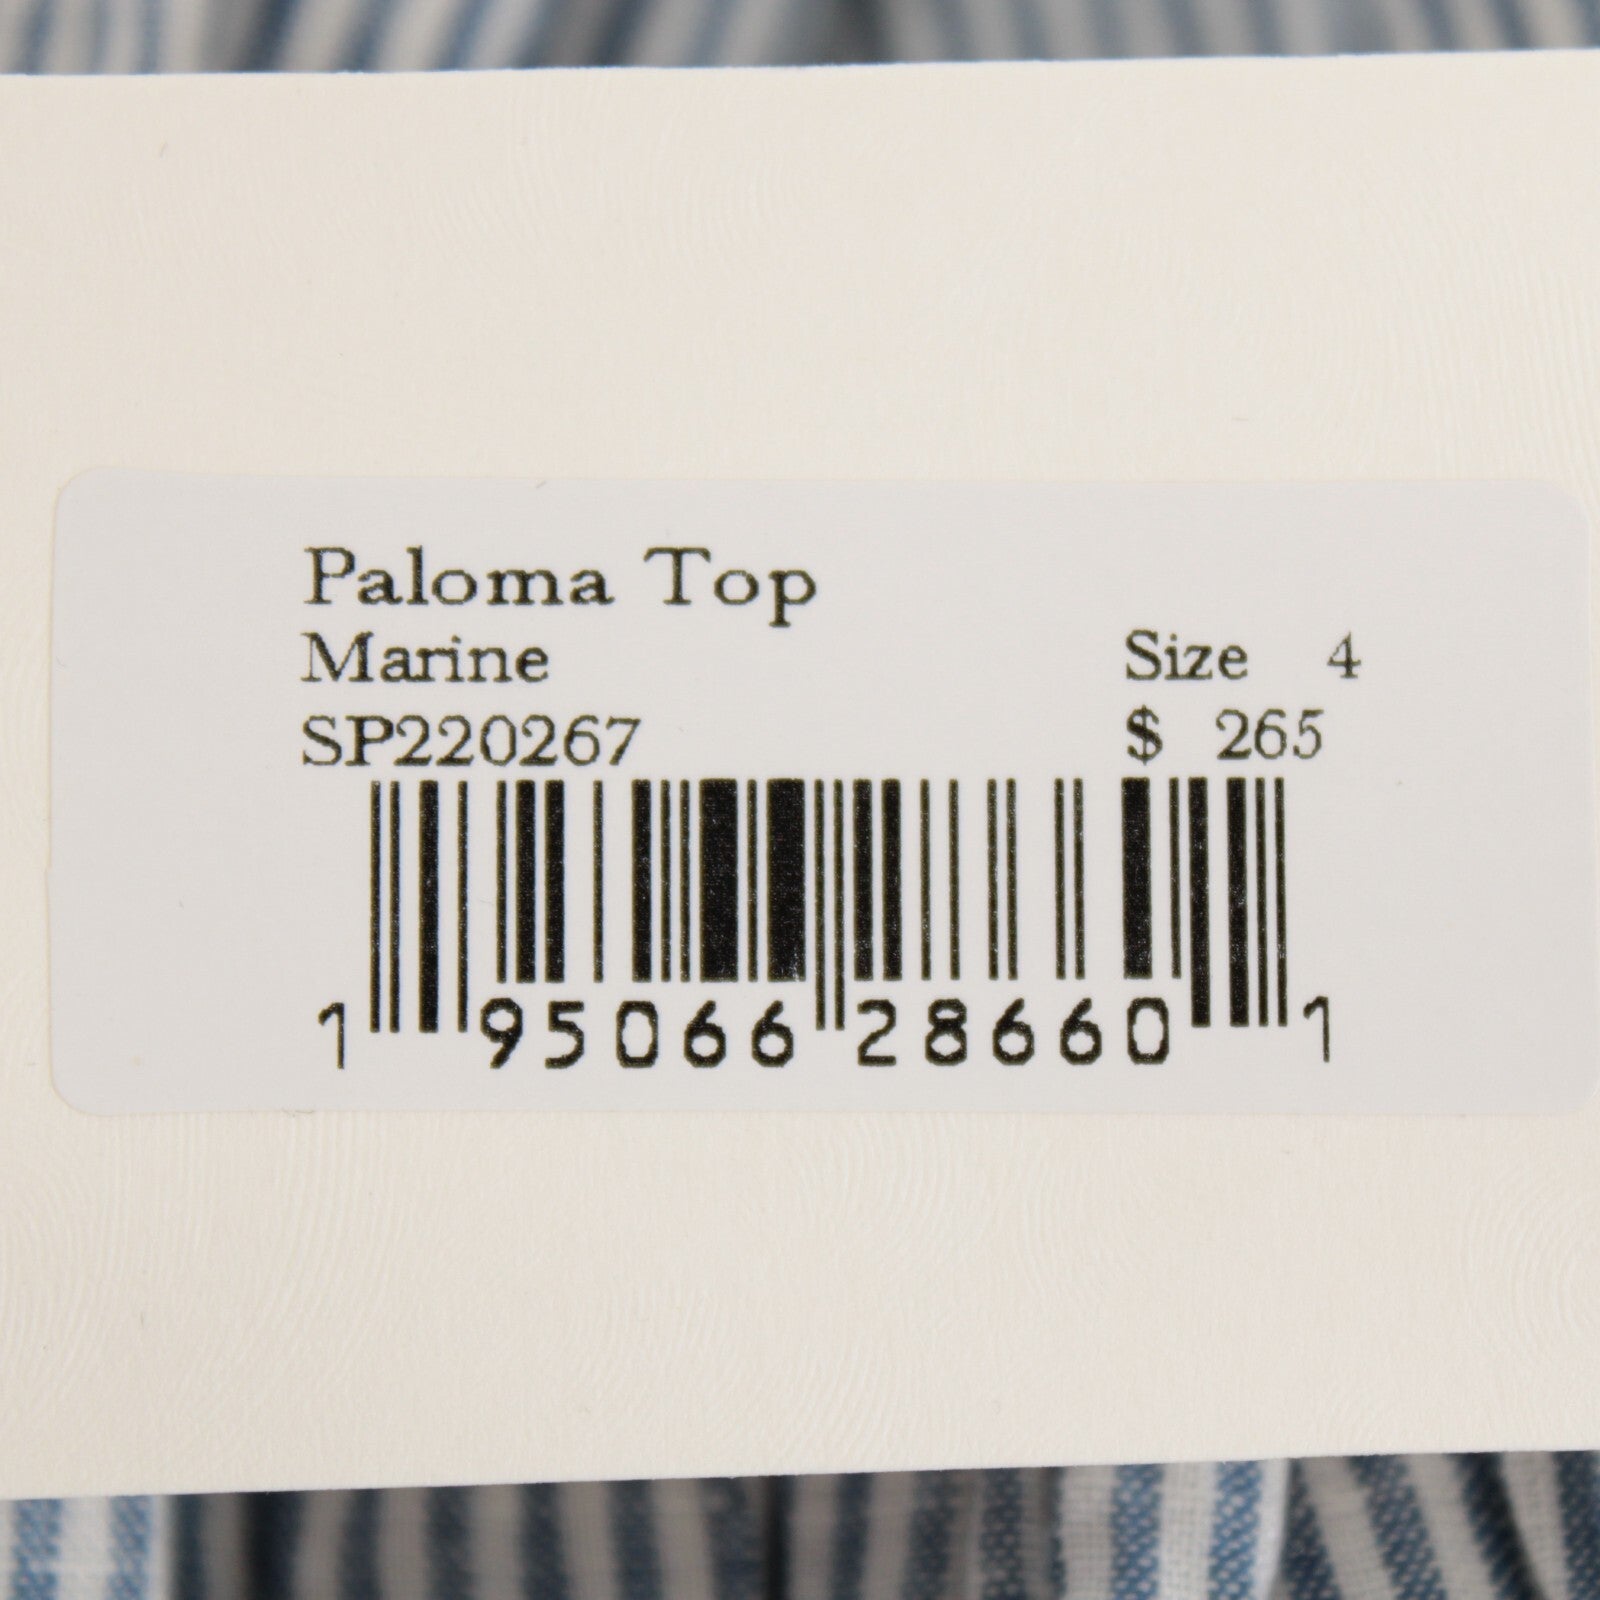 Paloma Top
Marine Size 4
SP220267 $ 265
1 95066 28660 1